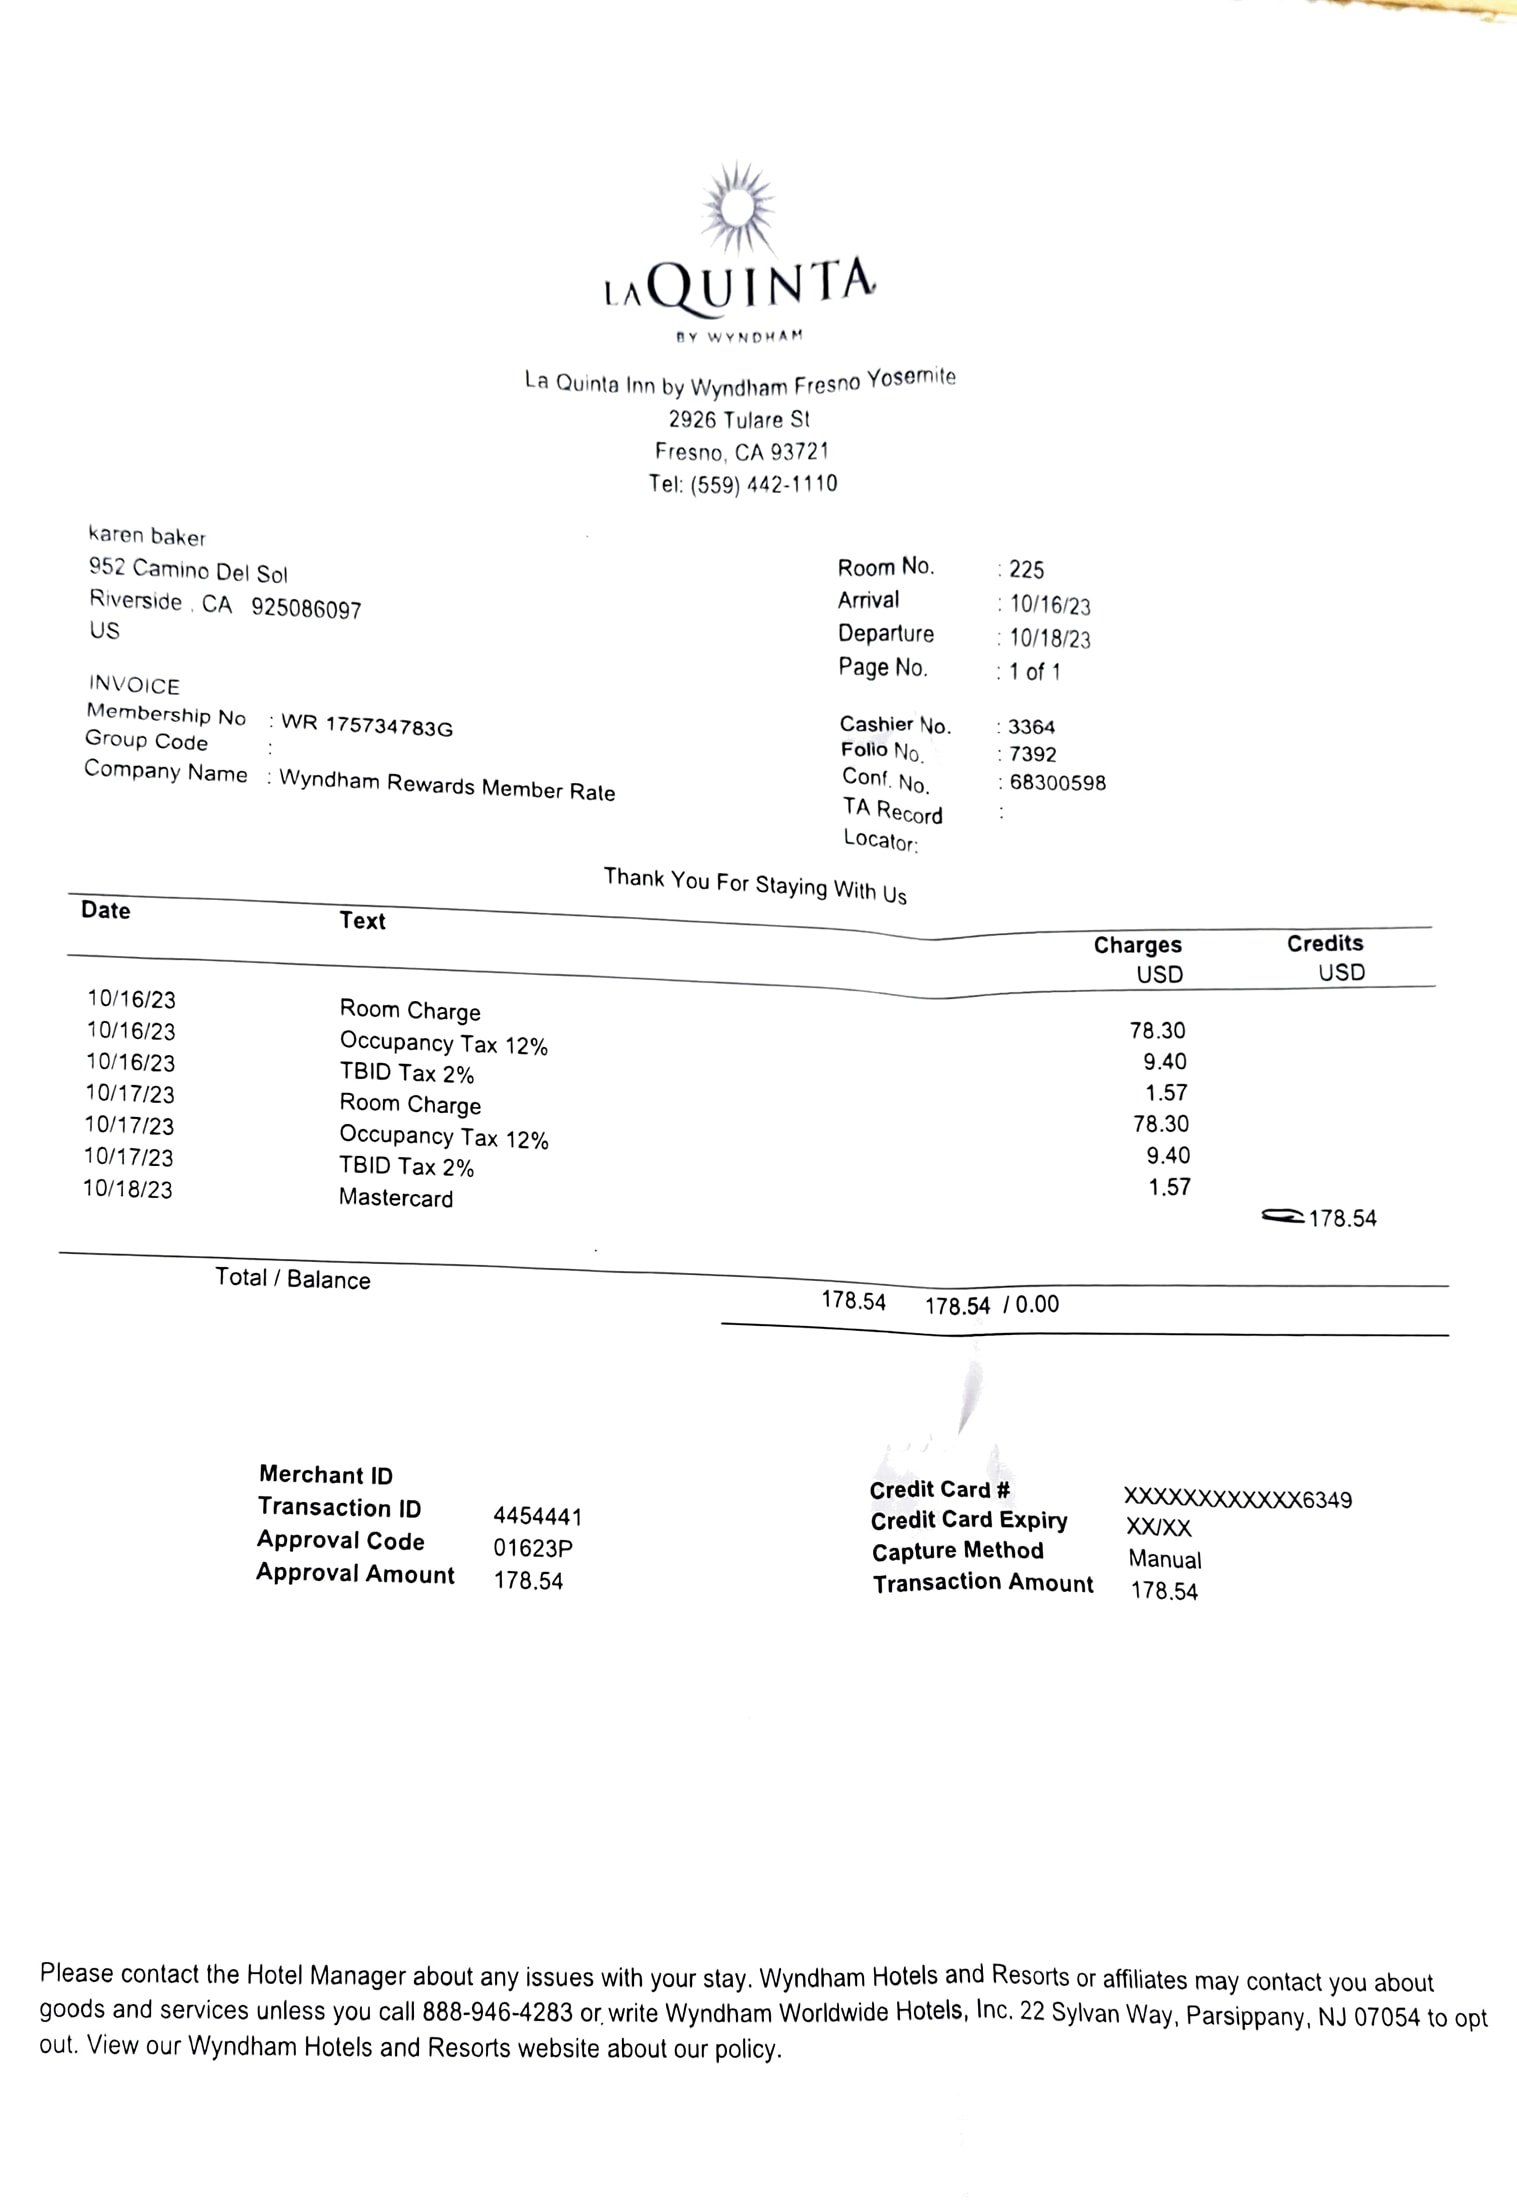 LA QUINTA
BY WYNDHAM
La Quinta Inn by Wyndham Fresno Yosemite
2926 Tulare St
Fresno, CA 93721
Tel: (559) 442-1110
karen baker
952 Camino Del Sol
Riverside , CA 925086097
US
Room No. : 225
Arrival : 10/16/23
Departure : 10/18/23
Page No. : 1 of 1
INVOICE
Membership No : WR 175734783G
Group Code :
Company Name : Wyndham Rewards Member Rate
Cashier No. : 3364
Folio No. : 7392
Conf. No. : 68300598
TA Record :
Locator:
Thank You For Staying With Us
Date Text Charges Credits
USD USD
10/16/23 Room Charge 78.30
10/16/23 Occupancy Tax 12% 9.40
10/16/23 TBID Tax 2% 1.57
10/17/23 Room Charge 78.30
10/17/23 Occupancy Tax 12% 9.40
10/17/23 TBID Tax 2% 1.57
10/18/23 Mastercard 178.54
Total / Balance 178.54 178.54 / 0.00
Merchant ID
Transaction ID 4454441
Approval Code 01623P
Approval Amount 178.54
Credit Card # XXXXXXXXXXXX6349
Credit Card Expiry XX/XX
Capture Method Manual
Transaction Amount 178.54
Please contact the Hotel Manager about any issues with your stay. Wyndham Hotels and Resorts or affiliates may contact you about
goods and services unless you call 888-946-4283 or write Wyndham Worldwide Hotels, Inc. 22 Sylvan Way, Parsippany, NJ 07054 to opt
out. View our Wyndham Hotels and Resorts website about our policy.